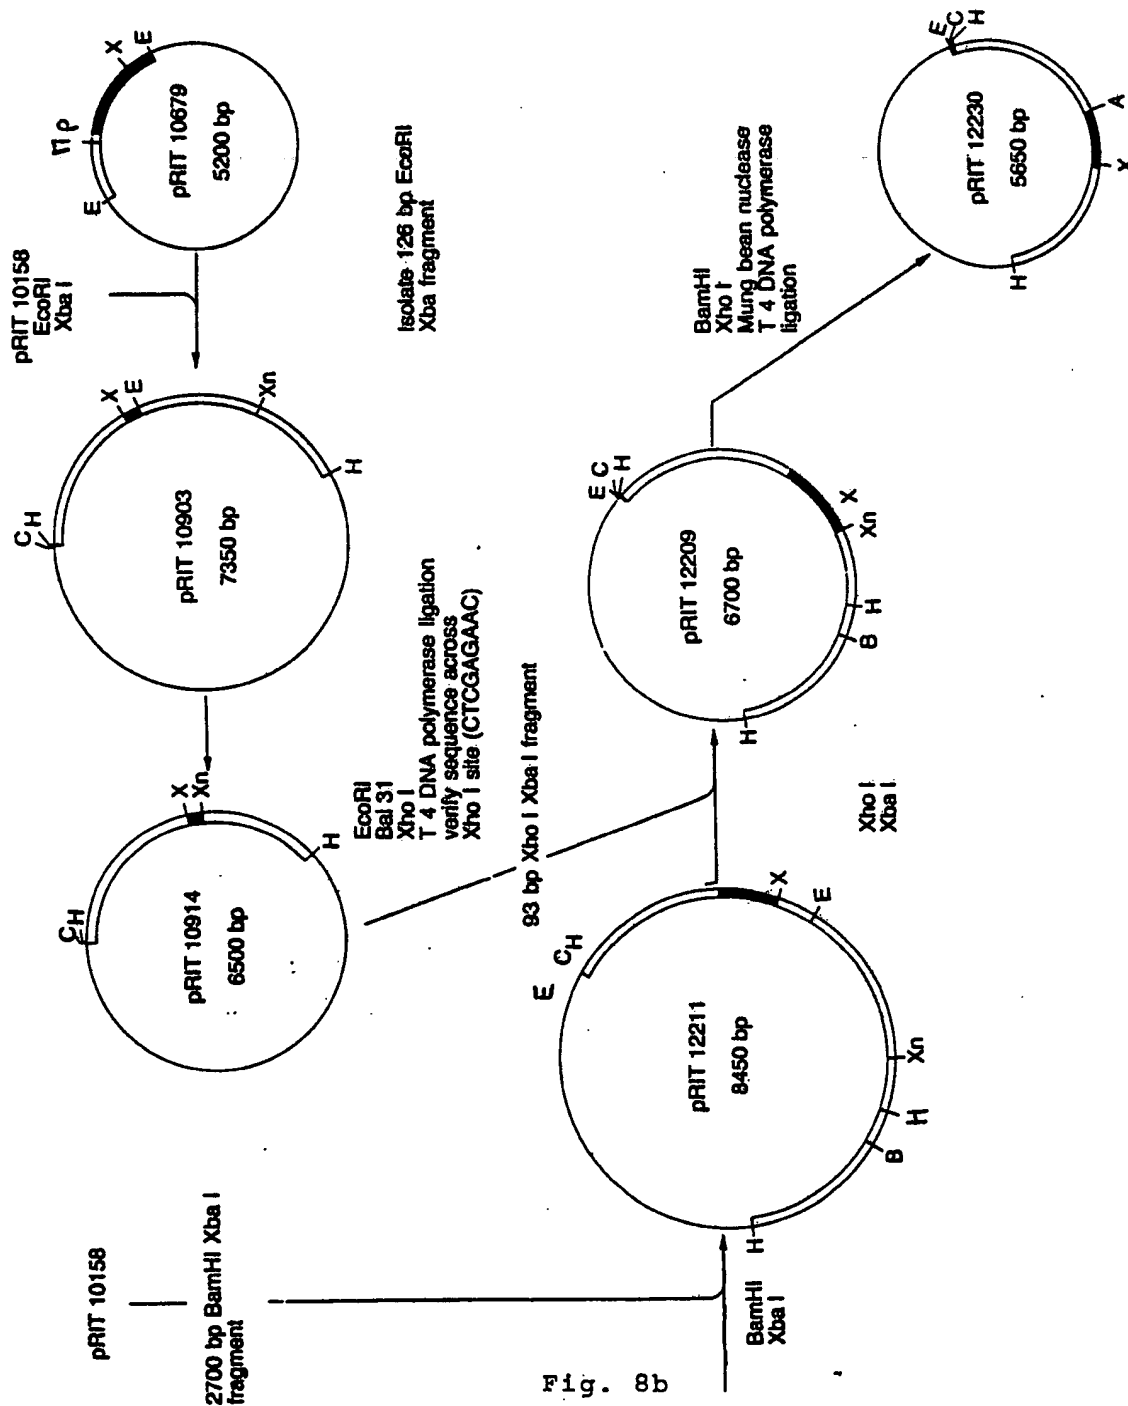 pRIT 10158
2700 bp BamHI Xba I
fragment
C H
X
Xn
H
pRIT 10914
6500 bp
EcoRI
Bal 31
Xho I
T 4 DNA polymerase ligation
verify sequence across
Xho I site (CTCGAGAAC)
C H
X
E
Xn
H
pRIT 10903
7350 bp
pRIT 10158
EcoRI
Xba I
E
X
E
pRIT 10679
5200 bp
Isolate 126 bp EcoRI
Xba fragment
93 bp Xho I Xba I fragment
BamHI
Xba I
E
C H
X
E
Xn
H
B
H
pRIT 12211
8450 bp
Xho I
Xba I
E C
H
X
Xn
H
B
H
pRIT 12209
6700 bp
BamHI
Xho I
Mung bean nuclease
T 4 DNA polymerase
ligation
E
C
H
A
X
H
pRIT 12230
5650 bp
Fig. 8b